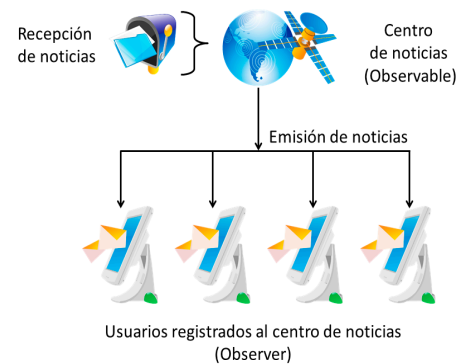 Recepción
de noticias
Centro
de noticias
(Observable)
Emisión de noticias
Usuarios registrados al centro de noticias
(Observer)